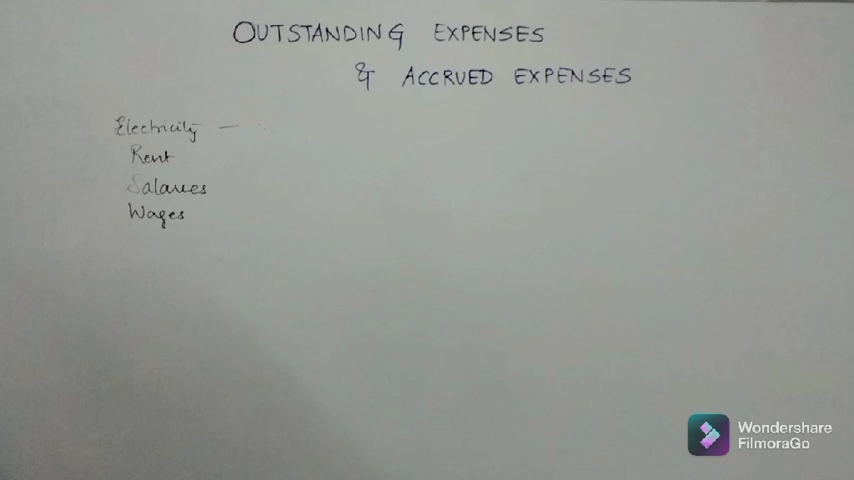 OUTSTANDING EXPENSES
& ACCRUED EXPENSES
Electricity —
Rent
Salaries
Wages
Wondershare
FilmoraGo